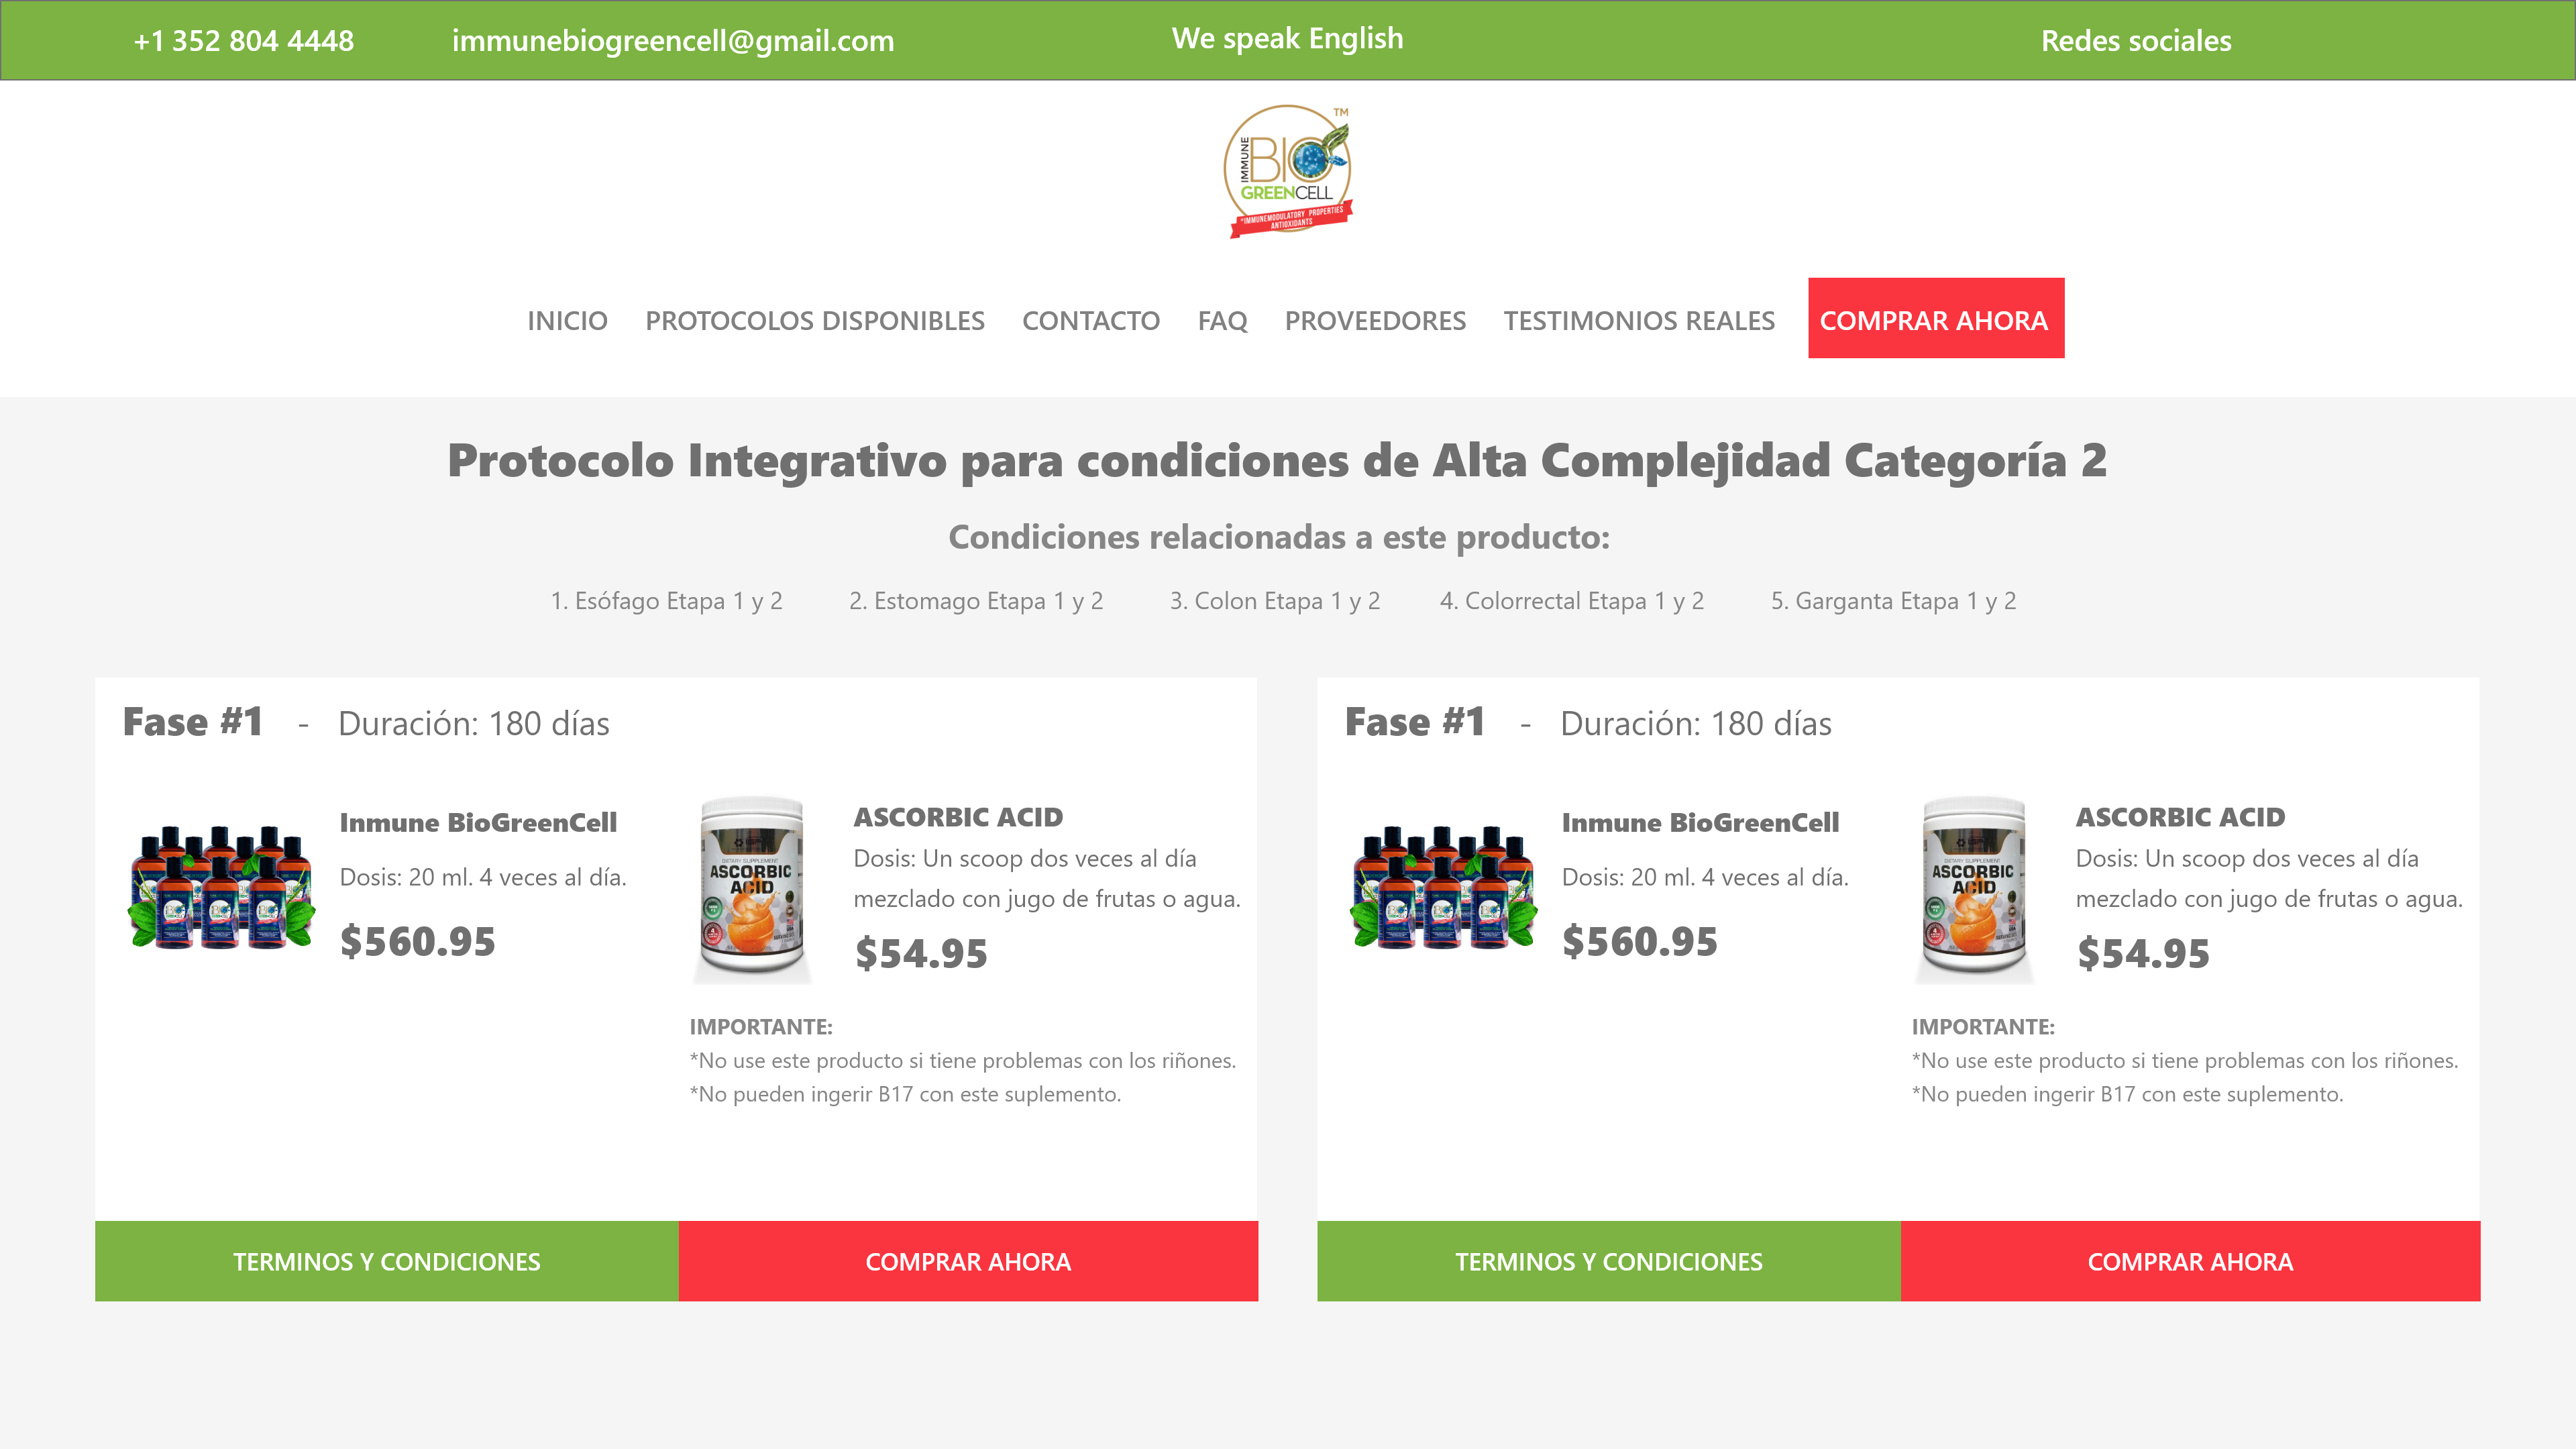 +1 352 804 4448
immunebiogreencell@gmail.com
We speak English
Redes sociales
TM
IMMUNE
BIO
GREENCELL
*IMMUNEMODULATORY PROPERTIES
ANTIOXIDANTS
INICIO
PROTOCOLOS DISPONIBLES
CONTACTO
FAQ
PROVEEDORES
TESTIMONIOS REALES
COMPRAR AHORA
Protocolo Integrativo para condiciones de Alta Complejidad Categoría 2
Condiciones relacionadas a este producto:
1. Esófago Etapa 1 y 2
2. Estomago Etapa 1 y 2
3. Colon Etapa 1 y 2
4. Colorrectal Etapa 1 y 2
5. Garganta Etapa 1 y 2
Fase #1 - Duración: 180 días
Inmune BioGreenCell
Dosis: 20 ml. 4 veces al día.
$560.95
DIETARY SUPPLEMENT
ASCORBIC
ACID
ASCORBIC ACID
Dosis: Un scoop dos veces al día
mezclado con jugo de frutas o agua.
$54.95
IMPORTANTE:
*No use este producto si tiene problemas con los riñones.
*No pueden ingerir B17 con este suplemento.
TERMINOS Y CONDICIONES
COMPRAR AHORA
Fase #1 - Duración: 180 días
Inmune BioGreenCell
Dosis: 20 ml. 4 veces al día.
$560.95
DIETARY SUPPLEMENT
ASCORBIC
ACID
ASCORBIC ACID
Dosis: Un scoop dos veces al día
mezclado con jugo de frutas o agua.
$54.95
IMPORTANTE:
*No use este producto si tiene problemas con los riñones.
*No pueden ingerir B17 con este suplemento.
TERMINOS Y CONDICIONES
COMPRAR AHORA